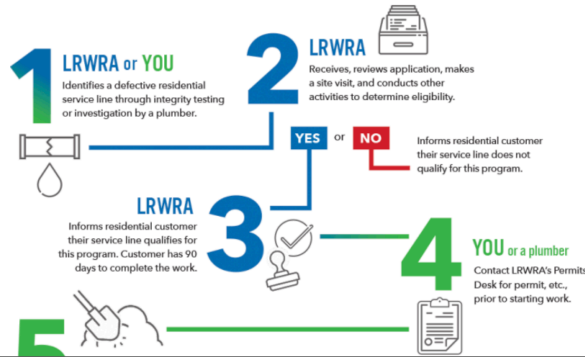 1
LRWRA or YOU
Identifies a defective residential
service line through integrity testing
or investigation by a plumber.
2
LRWRA
Receives, reviews application, makes
a site visit, and conducts other
activities to determine eligibility.
YES or NO
Informs residential customer
their service line does not
qualify for this program.
3
LRWRA
Informs residential customer
their service line qualifies for
this program. Customer has 90
days to complete the work.
4
YOU or a plumber
Contact LRWRA's Permits
Desk for permit, etc.,
prior to starting work.
5